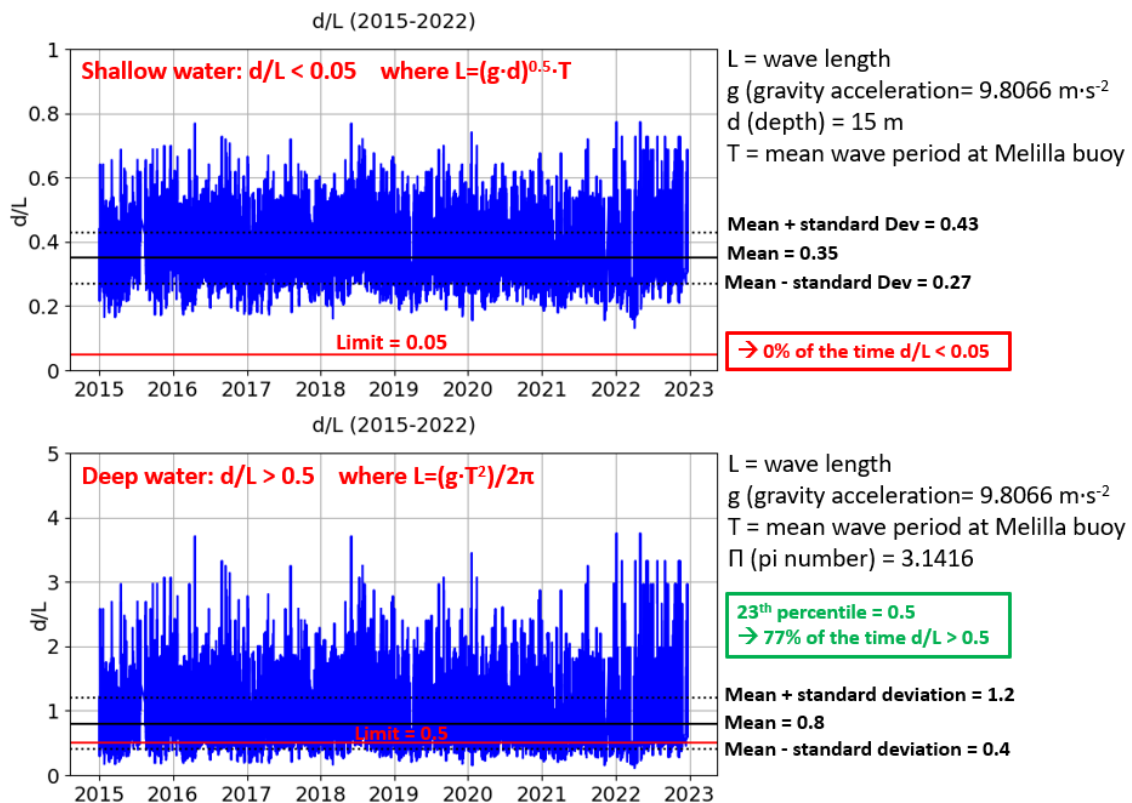 d/L (2015-2022)
Shallow water: d/L < 0.05 where L=(g·d)⁰·⁵·T
1
0.8
0.6
0.4
0.2
0
d/L
Limit = 0.05
2015 2016 2017 2018 2019 2020 2021 2022 2023
L = wave length
g (gravity acceleration= 9.8066 m·s⁻²
d (depth) = 15 m
T = mean wave period at Melilla buoy
Mean + standard Dev = 0.43
Mean = 0.35
Mean - standard Dev = 0.27
→ 0% of the time d/L < 0.05
d/L (2015-2022)
Deep water: d/L > 0.5 where L=(g·T²)/2π
5
4
3
2
1
0
d/L
Limit = 0.5
2015 2016 2017 2018 2019 2020 2021 2022 2023
L = wave length
g (gravity acceleration= 9.8066 m·s⁻²
T = mean wave period at Melilla buoy
Π (pi number) = 3.1416
23ᵗʰ percentile = 0.5
→ 77% of the time d/L > 0.5
Mean + standard deviation = 1.2
Mean = 0.8
Mean - standard deviation = 0.4